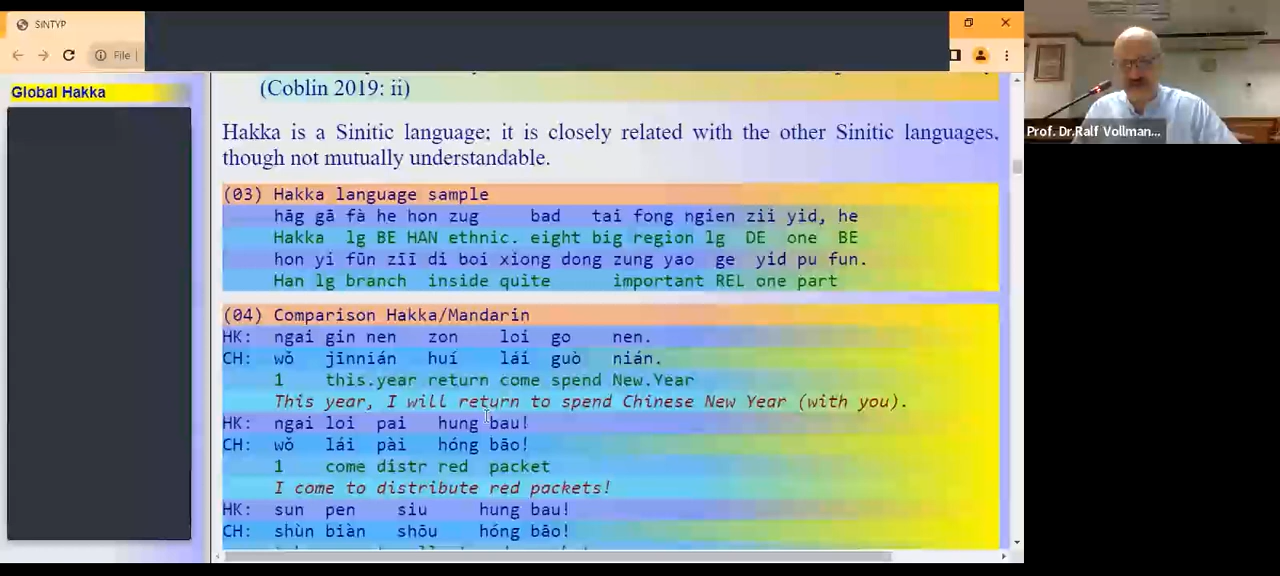 SINTYP
File
Global Hakka
(Coblin 2019: ii)
Hakka is a Sinitic language; it is closely related with the other Sinitic languages,
though not mutually understandable.
(03) Hakka language sample
hāg gā fà he hon zug bad tai fong ngien zii yid, he
Hakka lg BE HAN ethnic. eight big region lg DE one BE
hon yi fūn zīī di boi xiong dong zung yao ge yid pu fun.
Han lg branch inside quite important REL one part
(04) Comparison Hakka/Mandarin
HK: ngai gin nen zon loi go nen.
CH: wǒ jīnnián huí lái guò nián.
1 this.year return come spend New.Year
This year, I will return to spend Chinese New Year (with you).
HK: ngai loi pai hung bau!
CH: wǒ lái pài hóng bāo!
1 come distr red packet
I come to distribute red packets!
HK: sun pen siu hung bau!
CH: shùn biàn shōu hóng bāo!
Prof. Dr.Ralf Vollman...